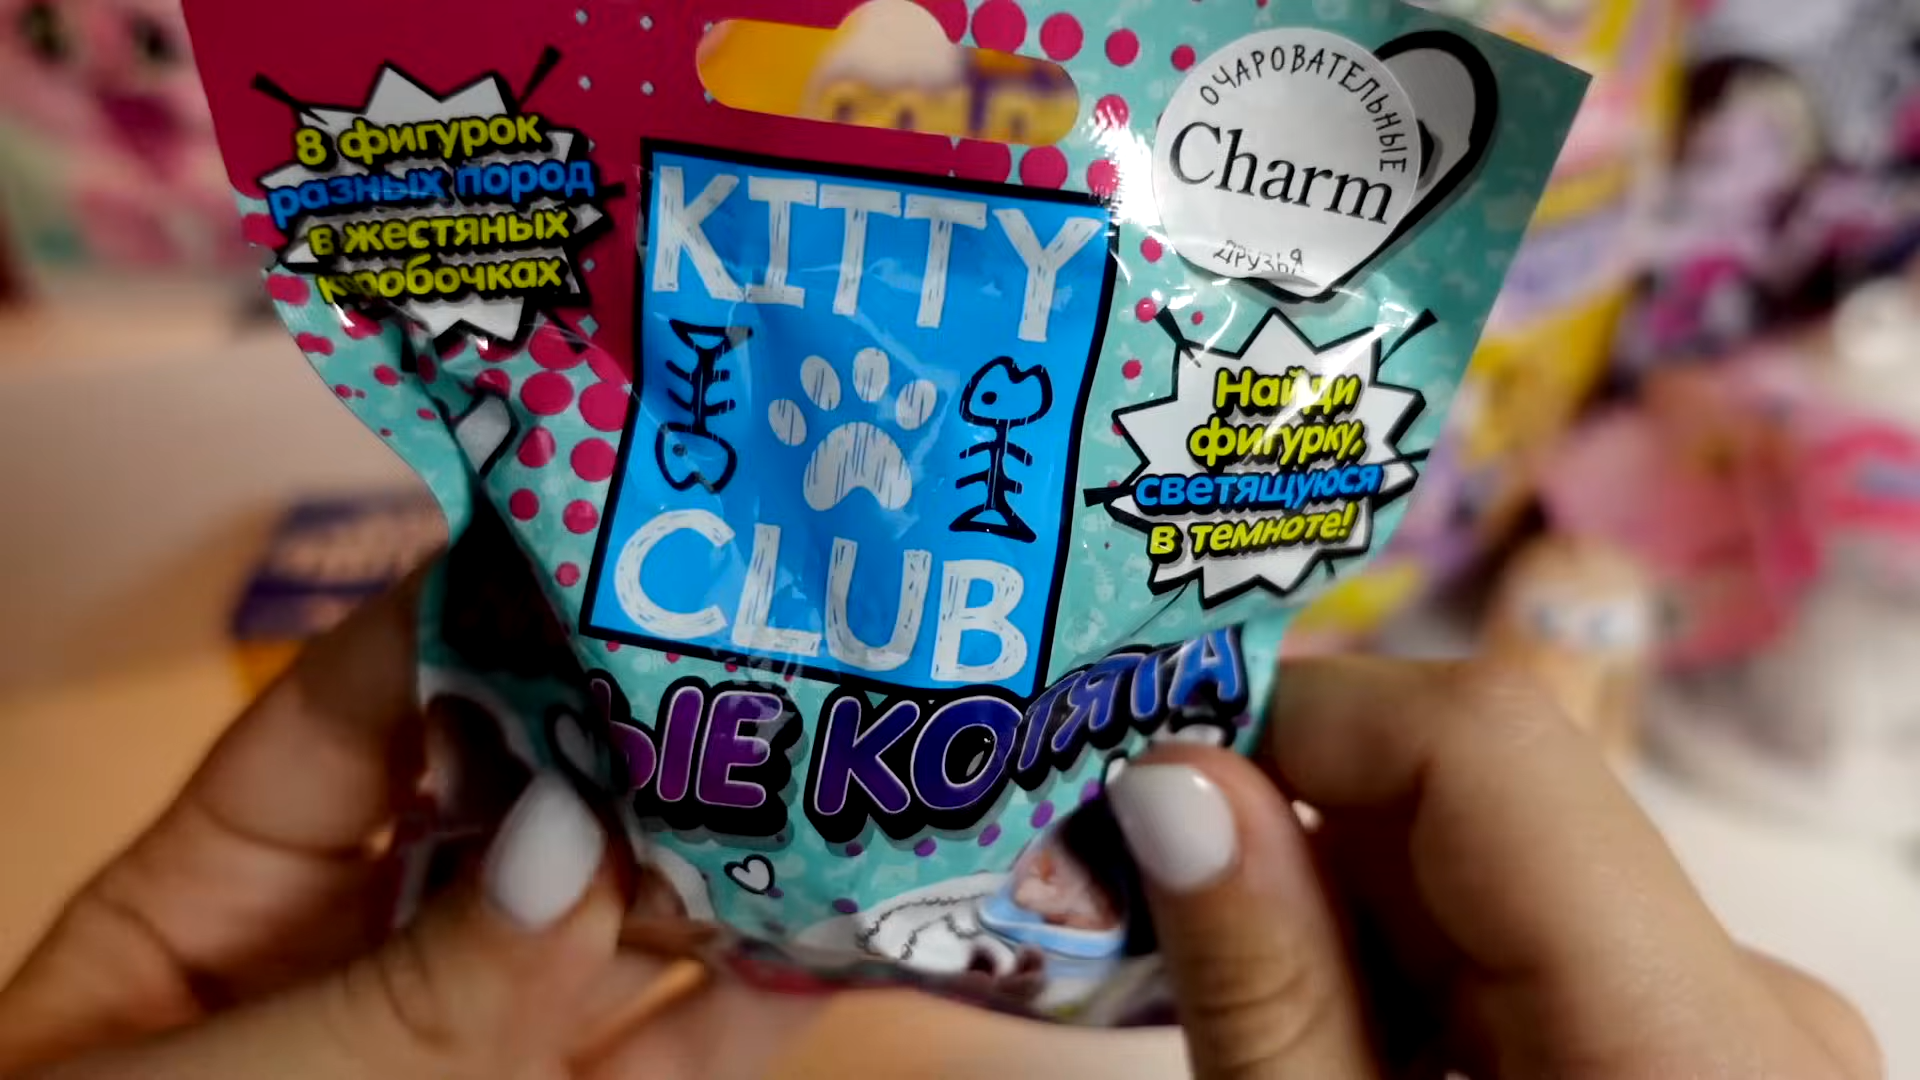 8 фигурок
разных пород
в жестяных
коробочках
KITTY
CLUB
ОЧАРОВАТЕЛЬНЫЕ
Charm
ДРУЗЬЯ
Найди
фигурку,
светящуюся
в темноте!
ЫЕ КОТЯТА